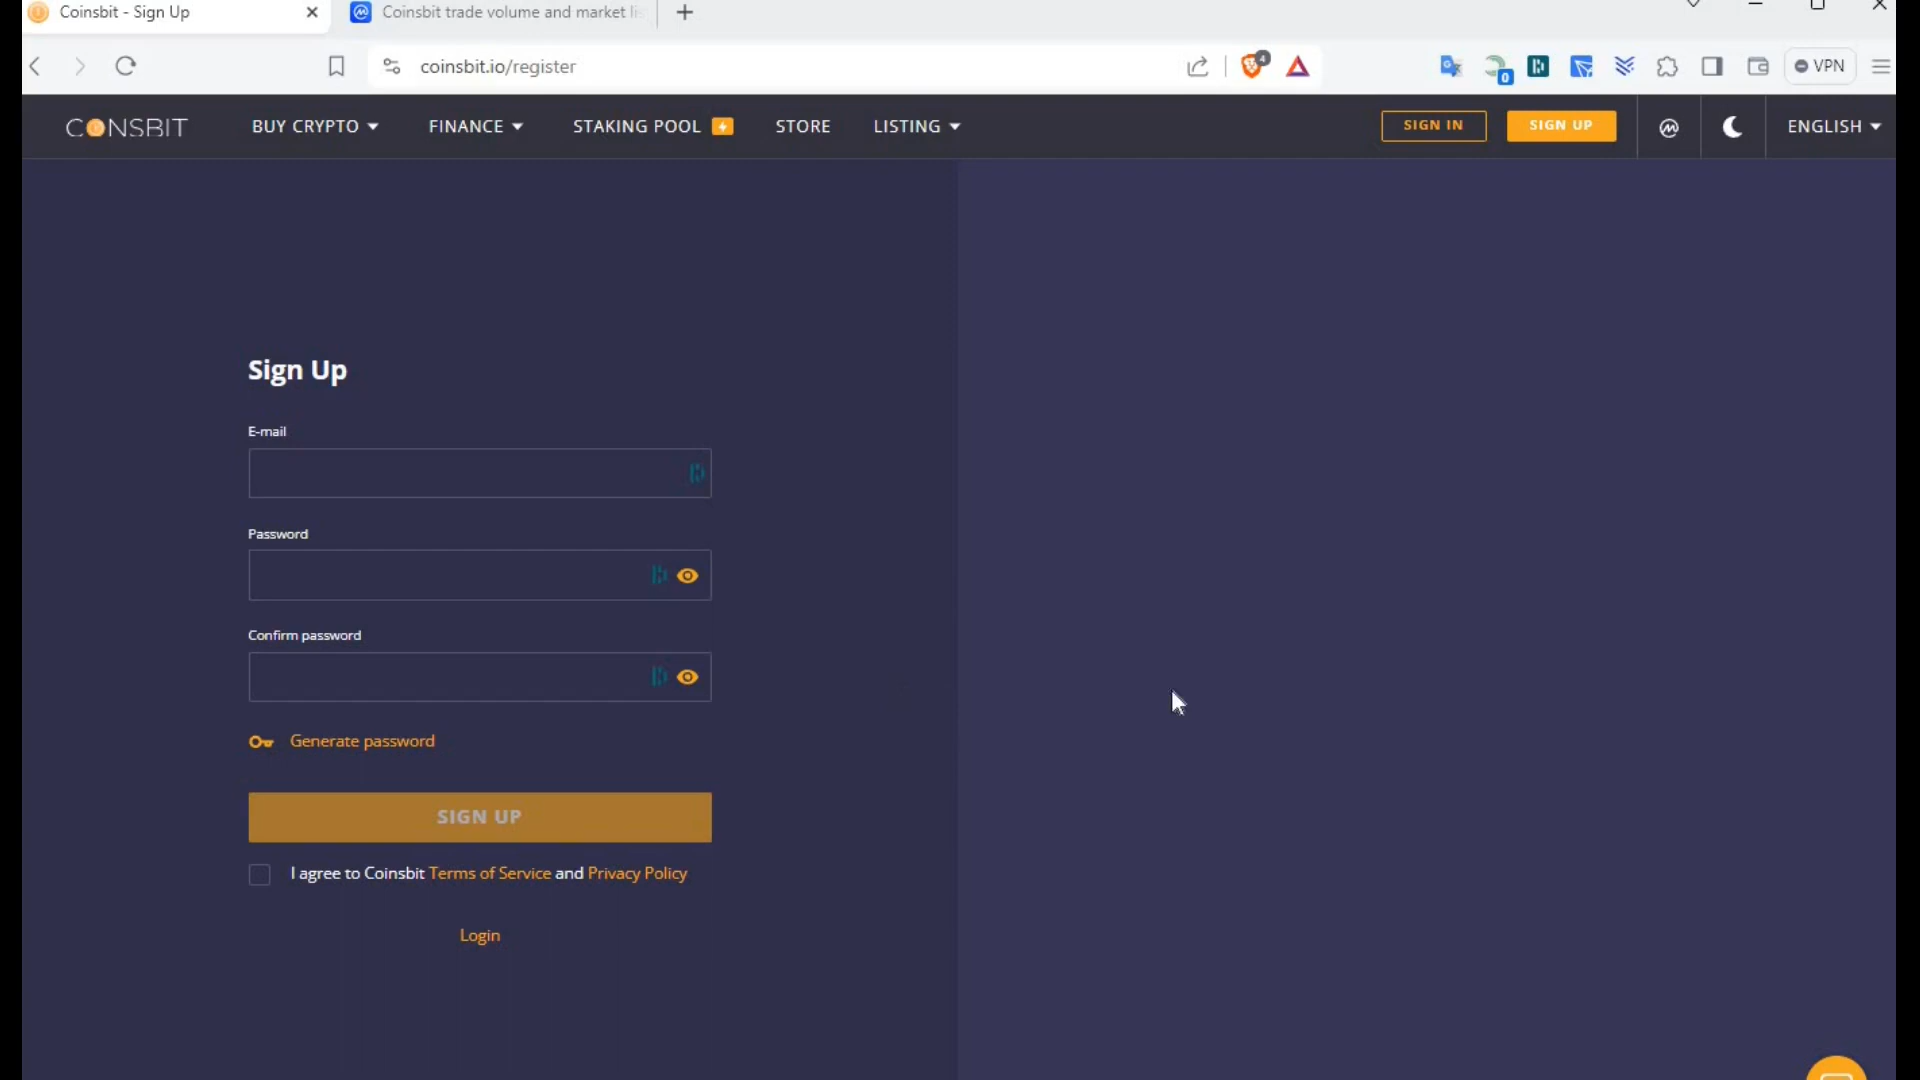 Coinsbit - Sign Up
Coinsbit trade volume and market li
coinsbit.io/register
4
0
VPN
COINSBIT
BUY CRYPTO
FINANCE
STAKING POOL
STORE
LISTING
SIGN IN
SIGN UP
ENGLISH
Sign Up
E-mail
Password
Confirm password
Generate password
SIGN UP
I agree to Coinsbit Terms of Service and Privacy Policy
Login